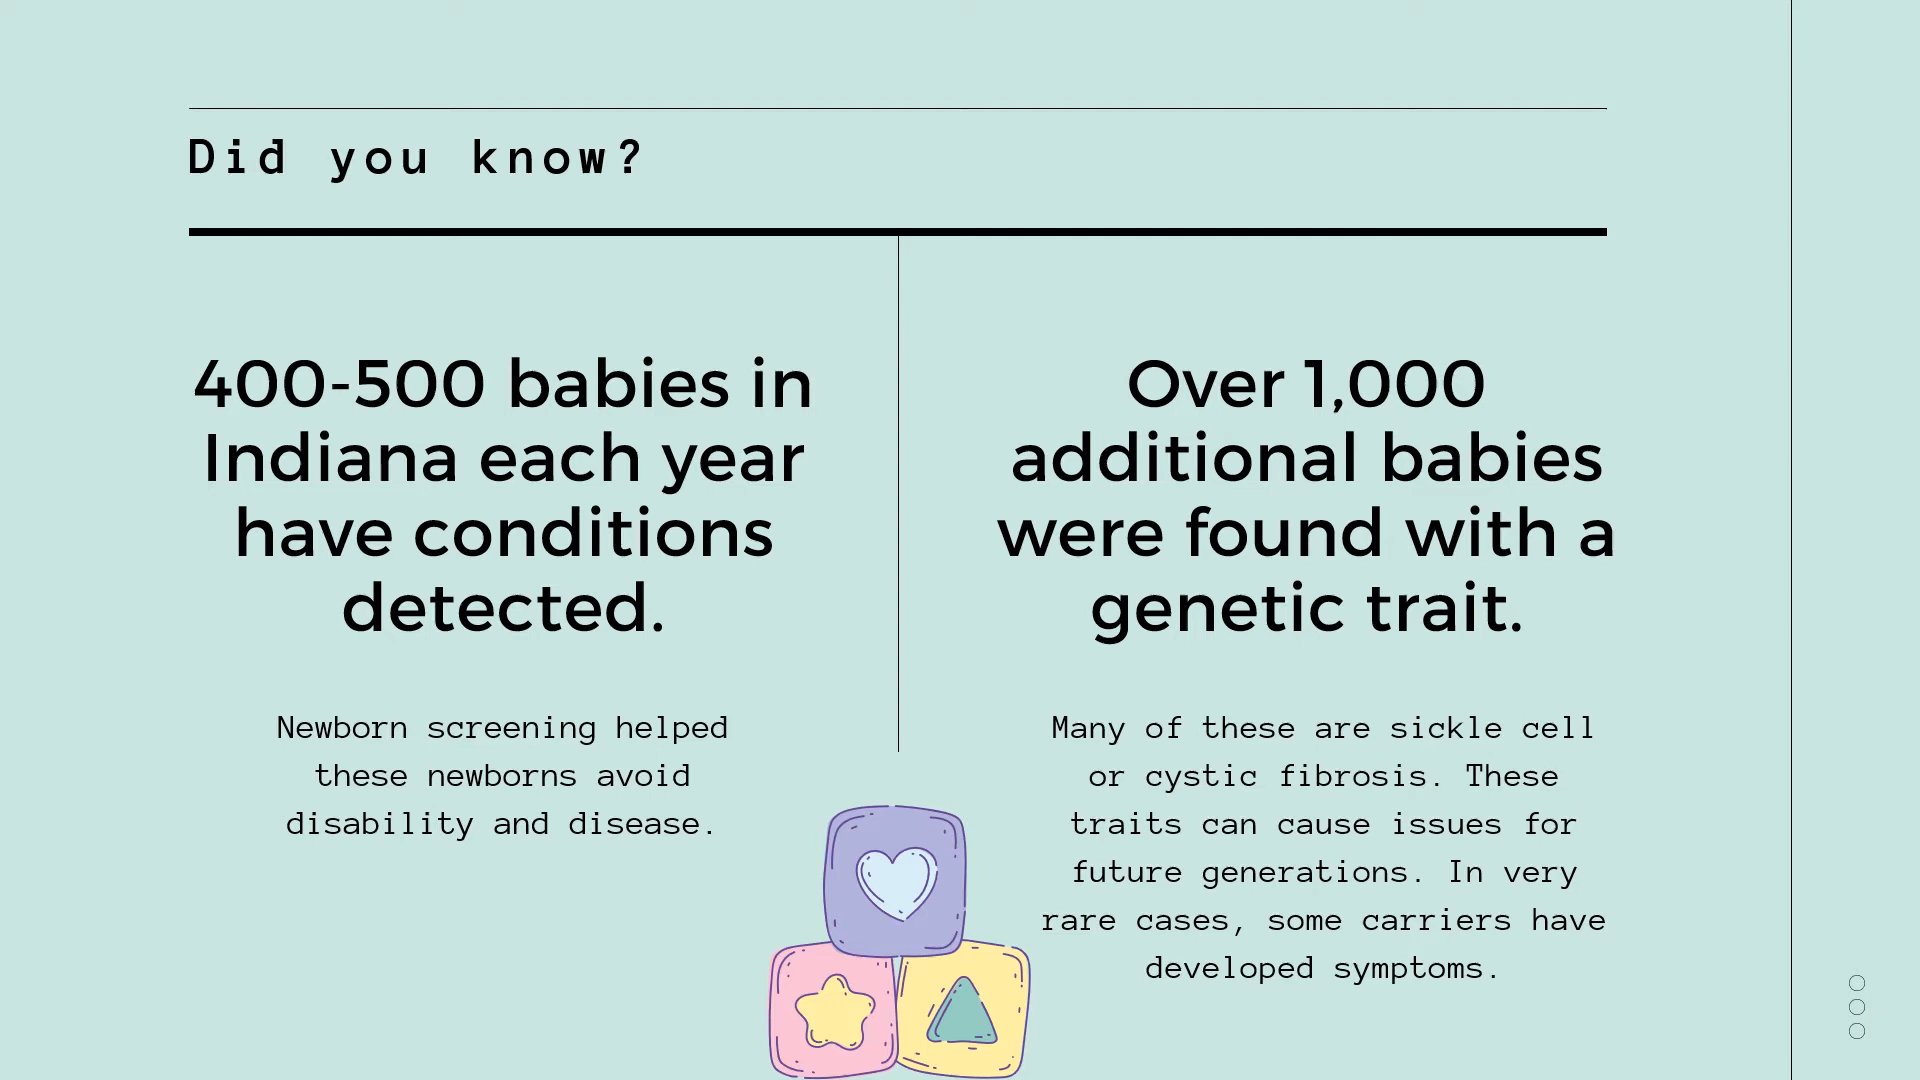 Did you know?
400-500 babies in
Indiana each year
have conditions
detected.
Newborn screening helped
these newborns avoid
disability and disease.
Over 1,000
additional babies
were found with a
genetic trait.
Many of these are sickle cell
or cystic fibrosis. These
traits can cause issues for
future generations. In very
rare cases, some carriers have
developed symptoms.